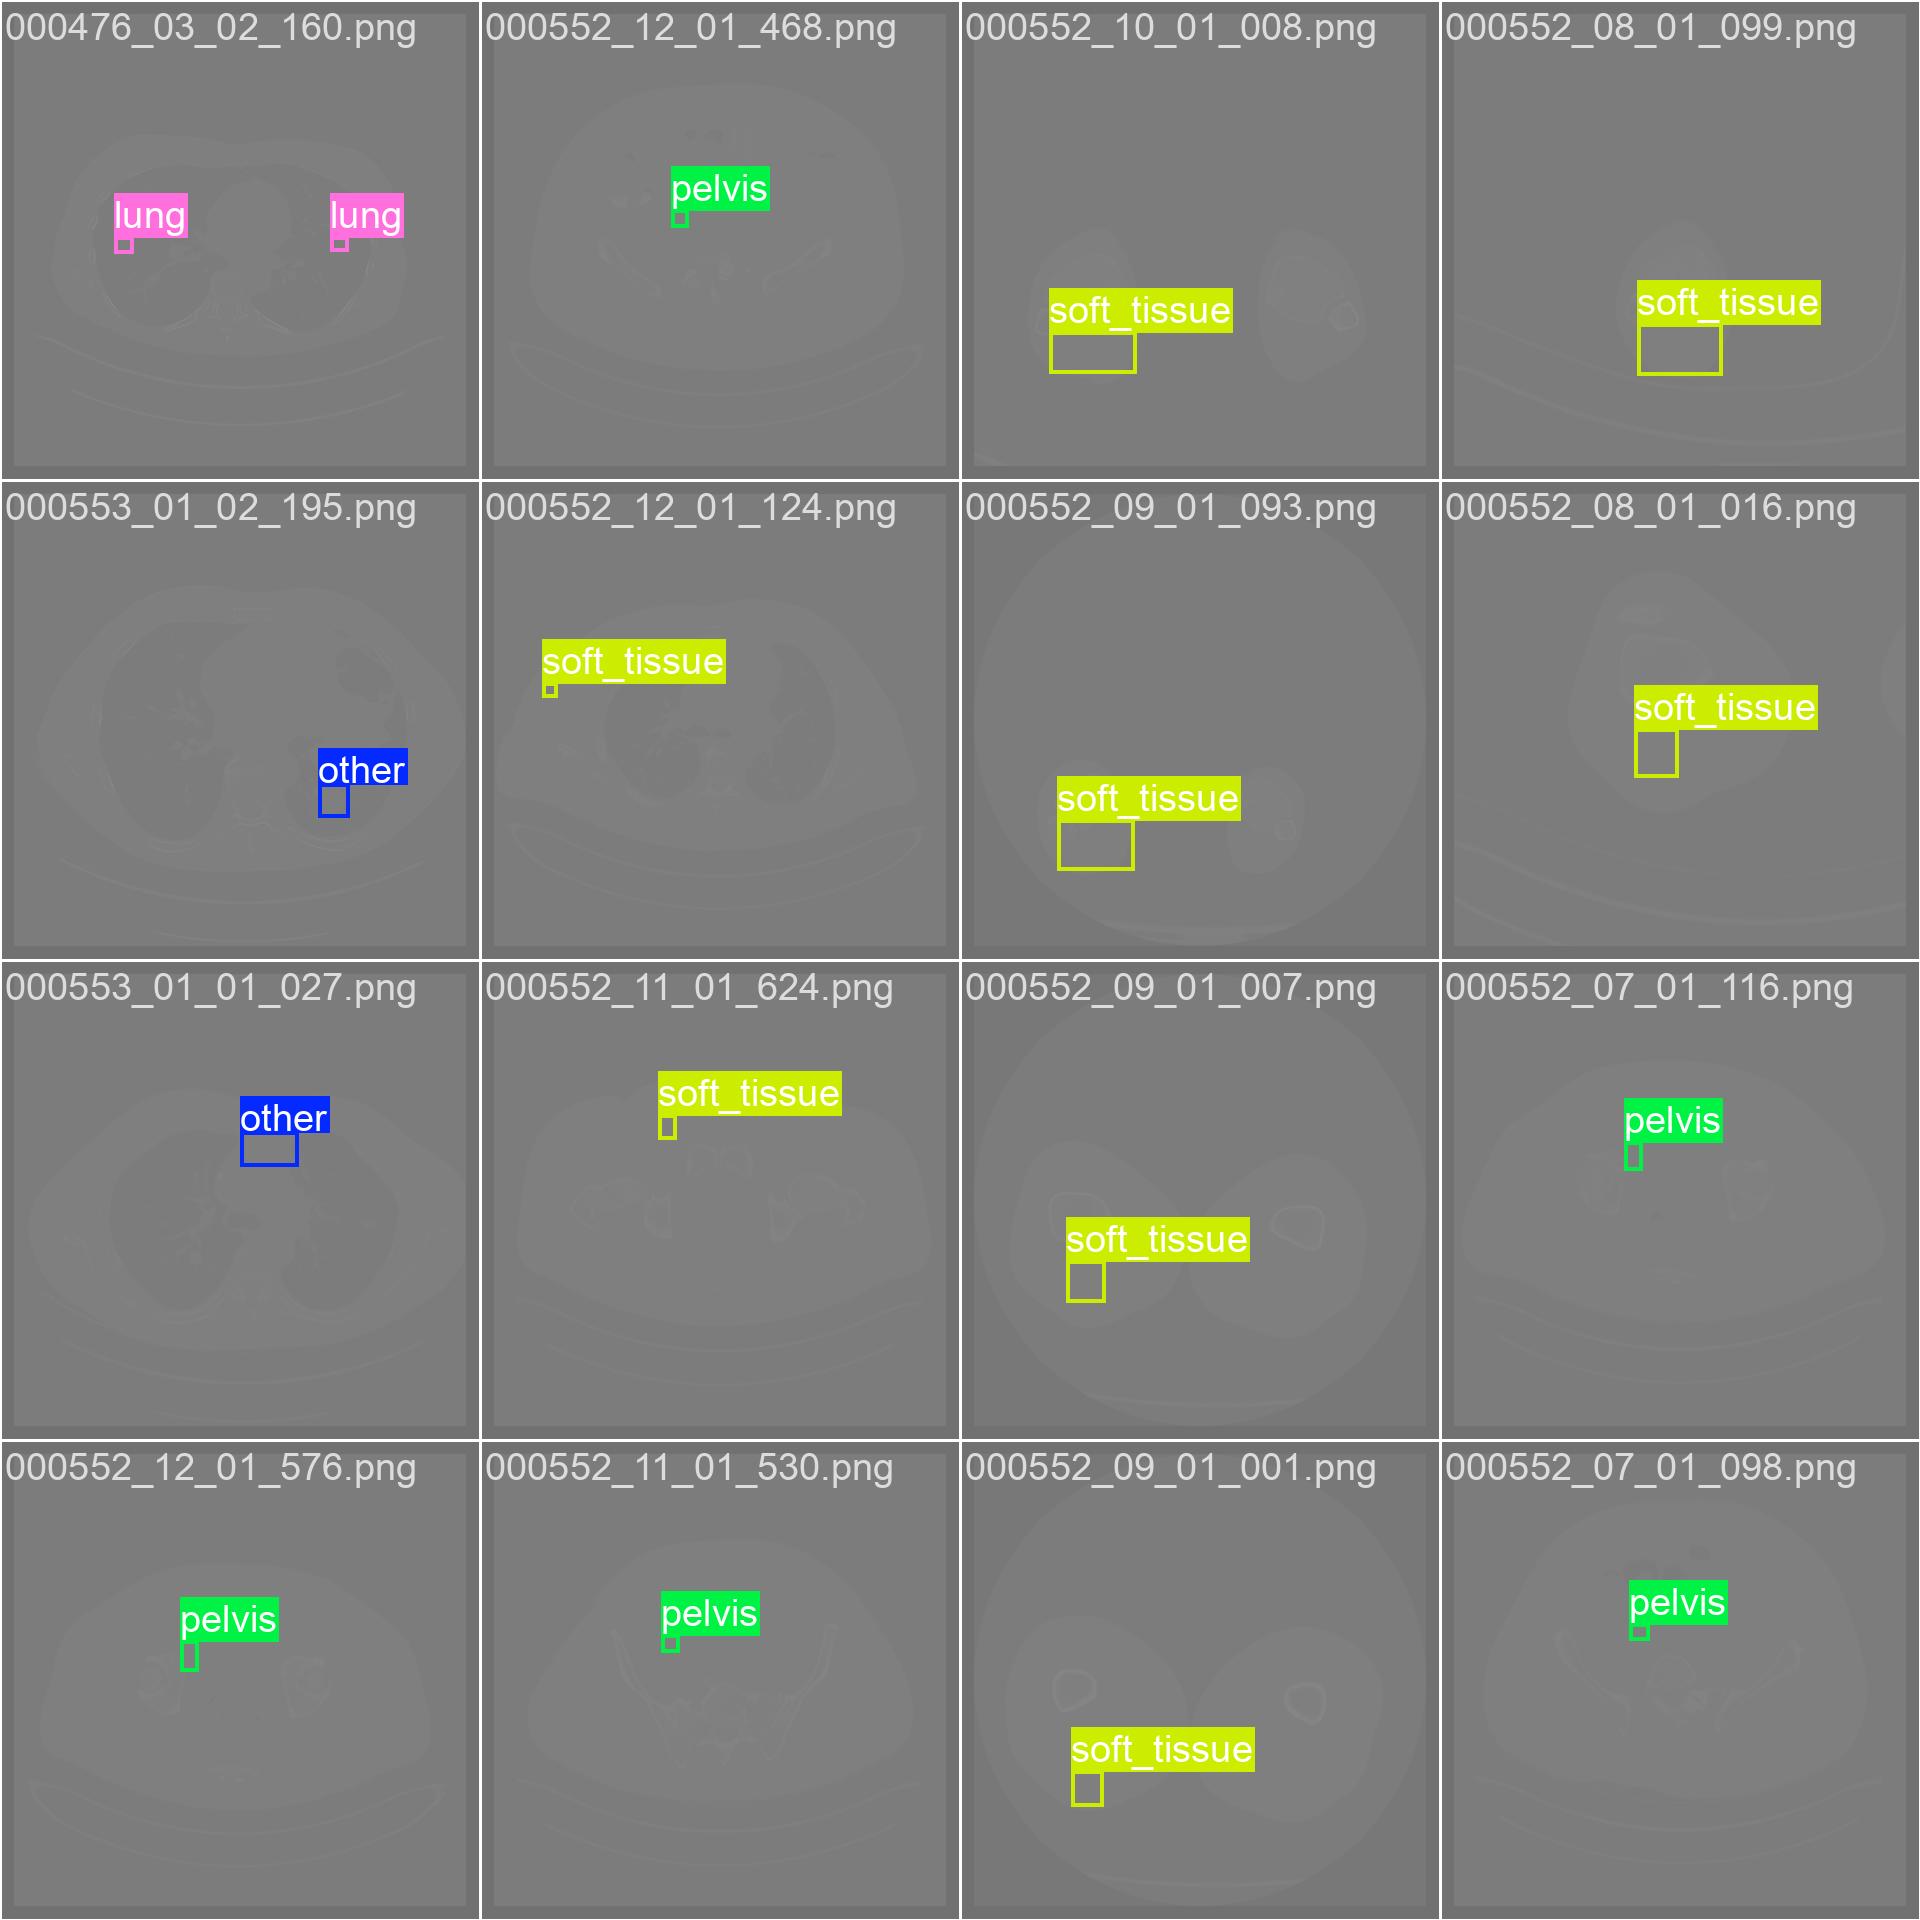 000476_03_02_160.png
lung
lung
000552_12_01_468.png
pelvis
000552_10_01_008.png
soft_tissue
000552_08_01_099.png
soft_tissue
000553_01_02_195.png
other
000552_12_01_124.png
soft_tissue
000552_09_01_093.png
soft_tissue
000552_08_01_016.png
soft_tissue
000553_01_01_027.png
other
000552_11_01_624.png
soft_tissue
000552_09_01_007.png
soft_tissue
000552_07_01_116.png
pelvis
000552_12_01_576.png
pelvis
000552_11_01_530.png
pelvis
000552_09_01_001.png
soft_tissue
000552_07_01_098.png
pelvis